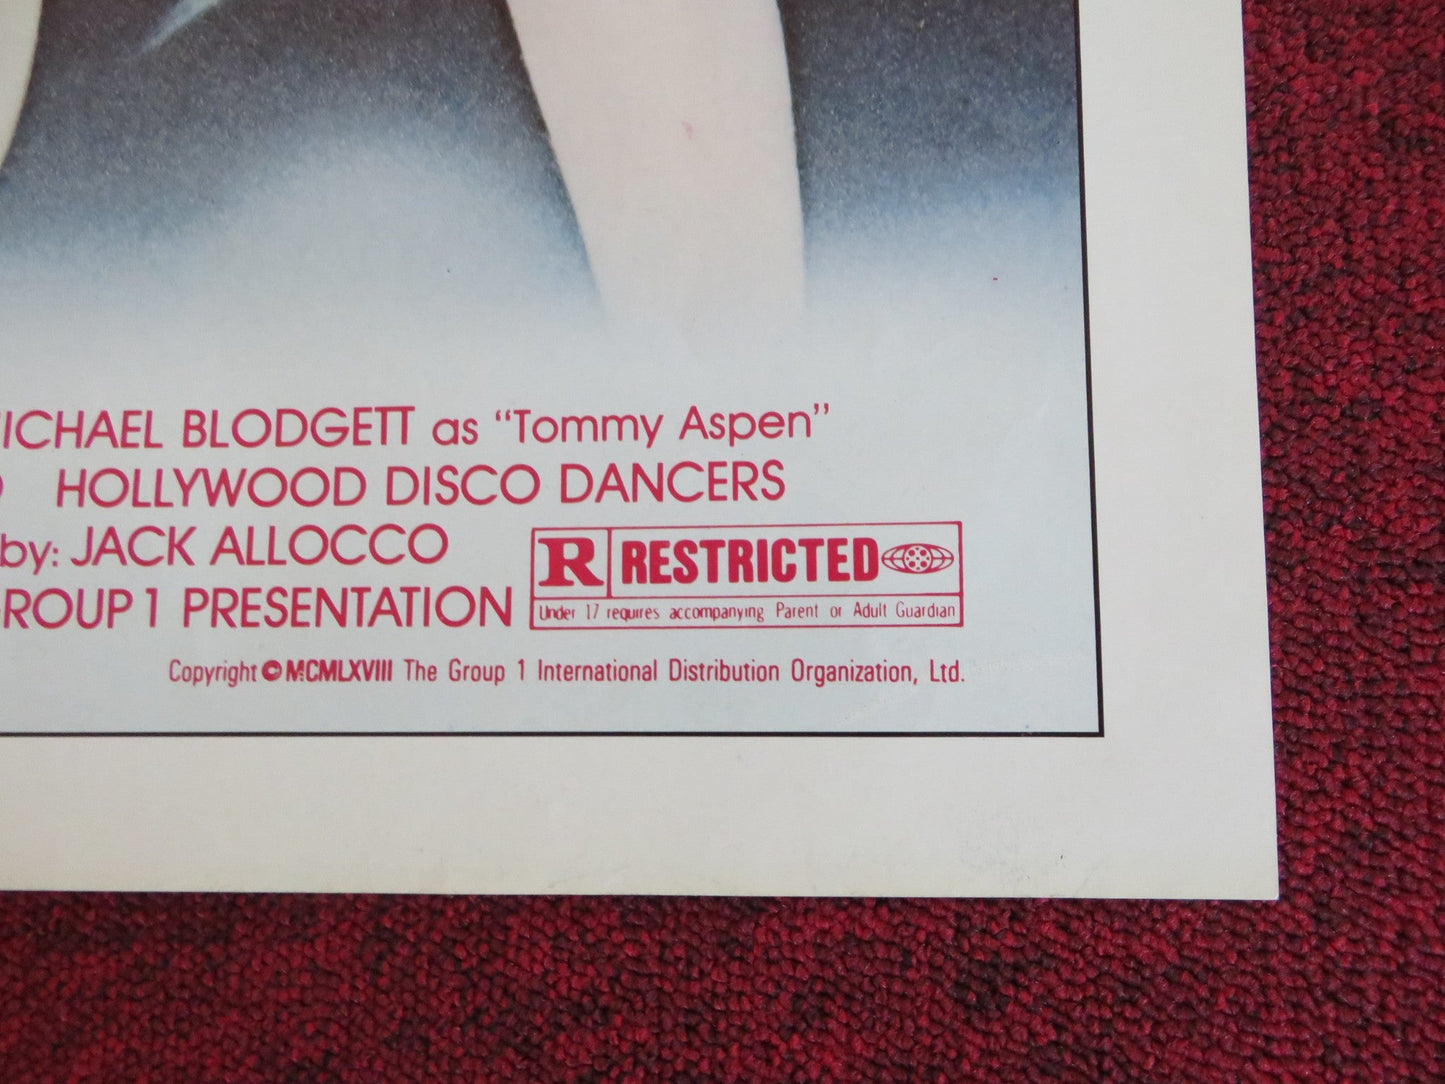 ICHAEL BLODGETT as “Tommy Aspen”
HOLLYWOOD DISCO DANCERS
by: JACK ALLOCCO
GROUP 1 PRESENTATION
R RESTRICTED
Under 17 requires accompanying Parent or Adult Guardian
Copyright © MCMLXVIII The Group 1 International Distribution Organization, Ltd.